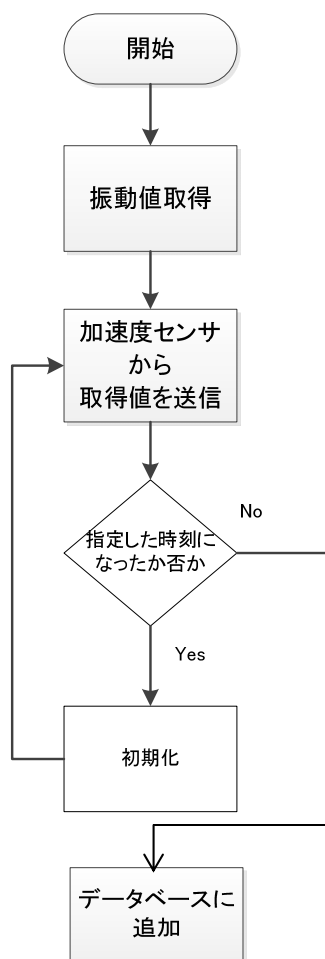 開始
振動値取得
加速度センサ
から
取得値を送信
No
指定した時刻に
なったか否か
Yes
初期化
データベースに
追加